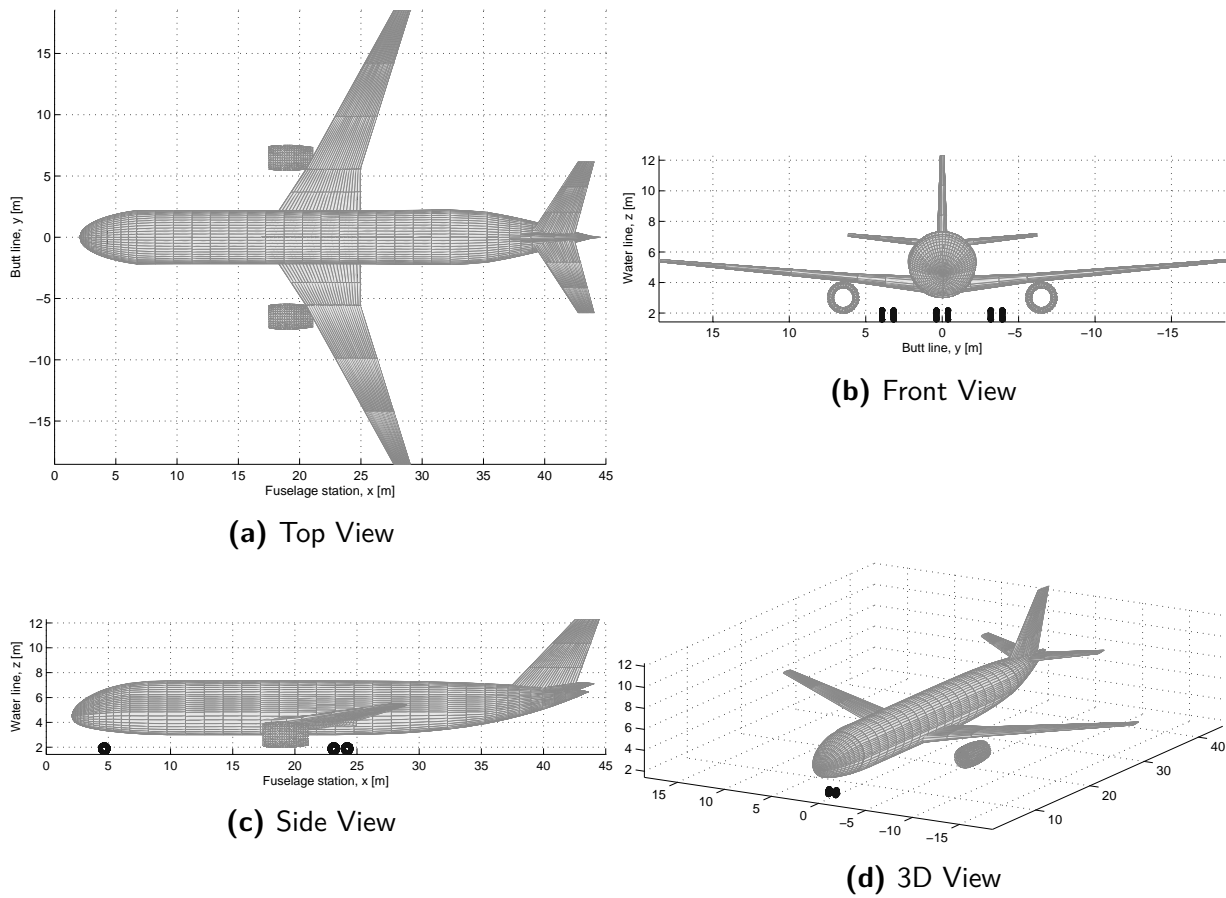 15
10
5
0
−5
−10
−15
Butt line, y [m]
0 5 10 15 20 25 30 35 40 45
Fuselage station, x [m]
(a) Top View
12
10
8
6
4
2
Water line, z [m]
15 10 5 0 −5 −10 −15
Butt line, y [m]
(b) Front View
12
10
8
6
4
2
Water line, z [m]
0 5 10 15 20 25 30 35 40 45
Fuselage station, x [m]
(c) Side View
12
10
8
6
4
2
15 10 5 0 −5 −10 −15
10 20 30 40
(d) 3D View